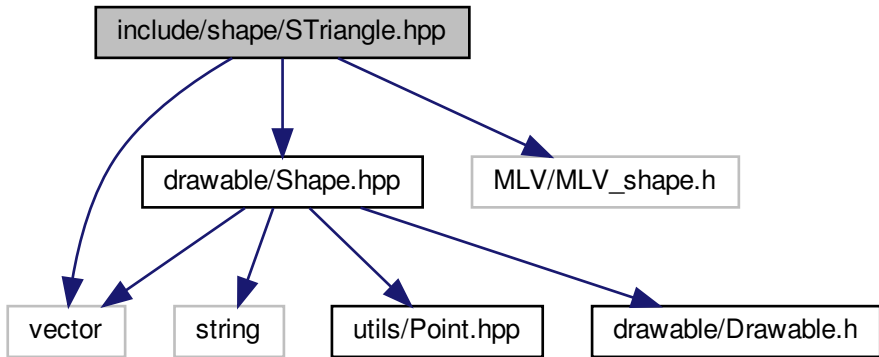 include/shape/STriangle.hpp
drawable/Shape.hpp
MLV/MLV_shape.h
vector
string
utils/Point.hpp
drawable/Drawable.h